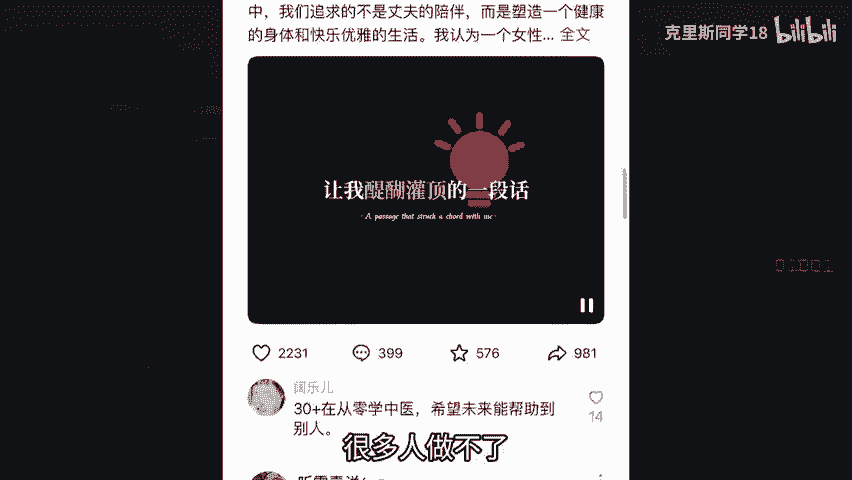 中，我们追求的不是丈夫的陪伴，而是塑造一个健康
的身体和快乐优雅的生活。我认为一个女性... 全文
克里斯同学18 bilibili
让我醍醐灌顶的一段话
· A passage that struck a chord with me ·
2231 399 576 981
阔乐儿
30+在从零学中医，希望未来能帮助到
别人。
14
很多人做不了